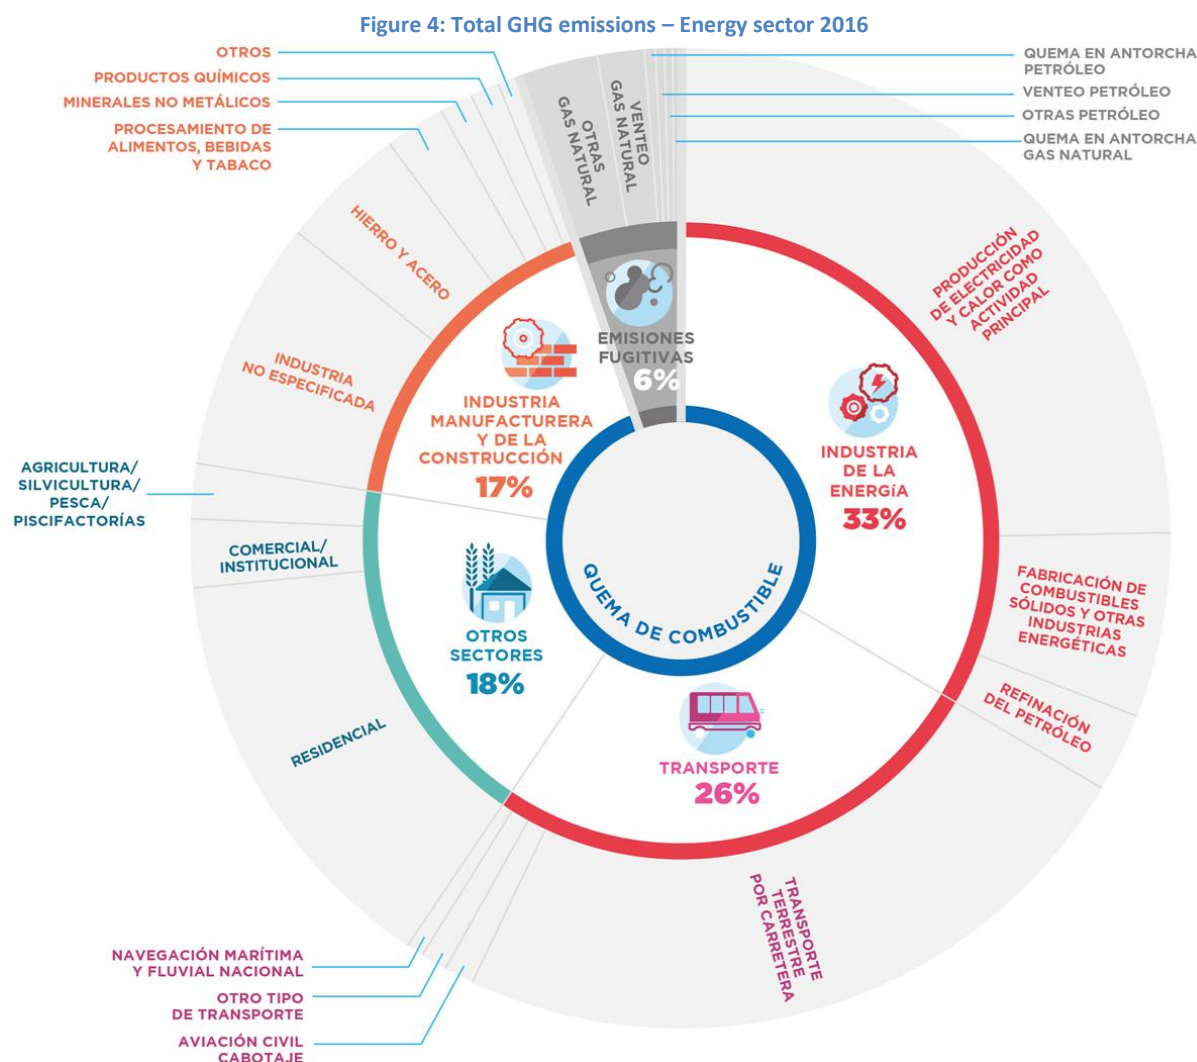 Figure 4: Total GHG emissions – Energy sector 2016
OTROS
PRODUCTOS QUÍMICOS
MINERALES NO METÁLICOS
PROCESAMIENTO DE
ALIMENTOS, BEBIDAS
Y TABACO
HIERRO Y ACERO
INDUSTRIA
NO ESPECIFICADA
OTRAS
GAS NATURAL
VENTEO
GAS NATURAL
QUEMA EN ANTORCHA
PETRÓLEO
VENTEO PETRÓLEO
OTRAS PETRÓLEO
QUEMA EN ANTORCHA
GAS NATURAL
PRODUCCIÓN
DE ELECTRICIDAD
Y CALOR COMO
ACTIVIDAD
PRINCIPAL
EMISIONES
FUGITIVAS
6%
INDUSTRIA
MANUFACTURERA
Y DE LA
CONSTRUCCIÓN
17%
INDUSTRIA
DE LA
ENERGÍA
33%
AGRICULTURA/
SILVICULTURA/
PESCA/
PISCIFACTORÍAS
COMERCIAL/
INSTITUCIONAL
RESIDENCIAL
OTROS
SECTORES
18%
QUEMA DE COMBUSTIBLE
FABRICACIÓN DE
COMBUSTIBLES
SÓLIDOS Y OTRAS
INDUSTRIAS
ENERGÉTICAS
REFINACIÓN
DEL PETRÓLEO
TRANSPORTE
26%
TRANSPORTE
TERRESTRE
POR CARRETERA
NAVEGACIÓN MARÍTIMA
Y FLUVIAL NACIONAL
OTRO TIPO
DE TRANSPORTE
AVIACIÓN CIVIL
CABOTAJE